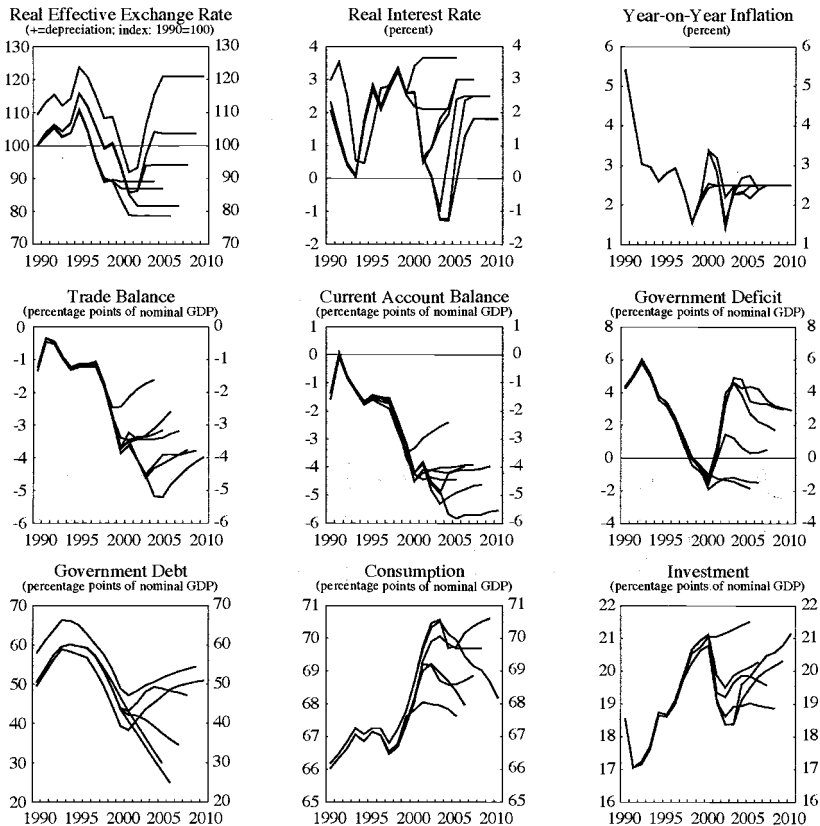 Real Effective Exchange Rate
(+=depreciation; index: 1990=100)
130 130
120 120
110 110
100 100
90 90
80 80
70 70
1990 1995 2000 2005 2010
Real Interest Rate
(percent)
4 4
3 3
2 2
1 1
0 0
-1 -1
-2 -2
1990 1995 2000 2005 2010
Year-on-Year Inflation
(percent)
6 6
5 5
4 4
3 3
2 2
1 1
1990 1995 2000 2005 2010
Trade Balance
(percentage points of nominal GDP)
0 0
-1 -1
-2 -2
-3 -3
-4 -4
-5 -5
-6 -6
1990 1995 2000 2005 2010
Current Account Balance
(percentage points of nominal GDP)
1 1
0 0
-1 -1
-2 -2
-3 -3
-4 -4
-5 -5
-6 -6
1990 1995 2000 2005 2010
Government Deficit
(percentage points of nominal GDP)
8 8
6 6
4 4
2 2
0 0
-2 -2
-4 -4
1990 1995 2000 2005 2010
Government Debt
(percentage points of nominal GDP)
70 70
60 60
50 50
40 40
30 30
20 20
1990 1995 2000 2005 2010
Consumption
(percentage points of nominal GDP)
71 71
70 70
69 69
68 68
67 67
66 66
65 65
1990 1995 2000 2005 2010
Investment
(percentage points of nominal GDP)
22 22
21 21
20 20
19 19
18 18
17 17
16 16
1990 1995 2000 2005 2010